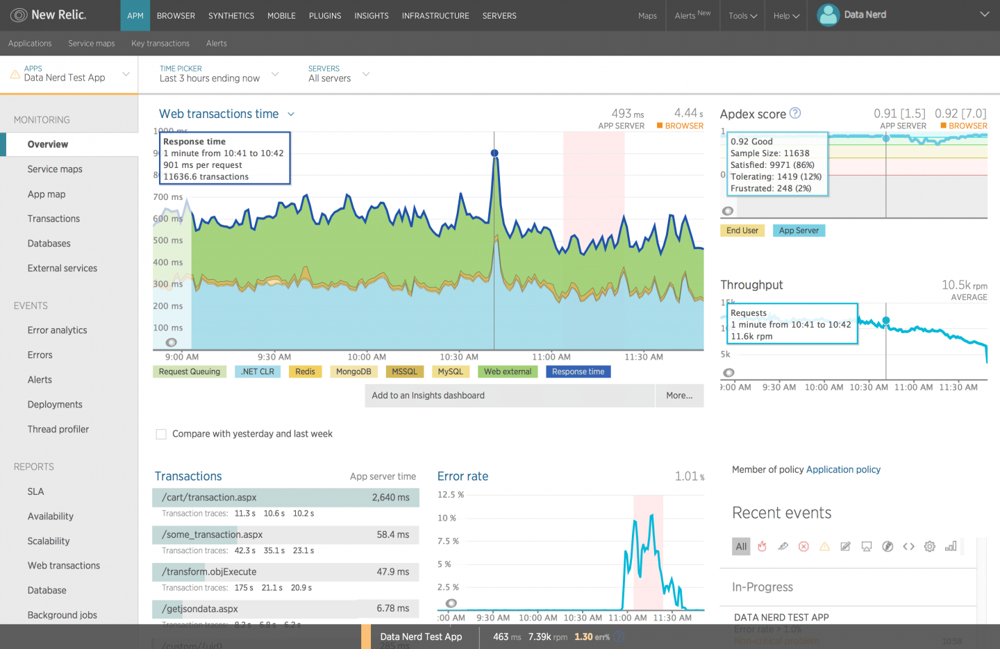 New Relic.
APM BROWSER SYNTHETICS MOBILE PLUGINS INSIGHTS INFRASTRUCTURE SERVERS
Maps Alerts New Tools Help Data Nerd
Applications Service maps Key transactions Alerts
APPS
Data Nerd Test App
TIME PICKER
Last 3 hours ending now
SERVERS
All servers
MONITORING
Overview
Service maps
App map
Transactions
Databases
External services
EVENTS
Error analytics
Errors
Alerts
Deployments
Thread profiler
REPORTS
SLA
Availability
Scalability
Web transactions
Database
Background jobs
Web transactions time
493 ms
APP SERVER
4.44 s
BROWSER
1000 ms
Response time
1 minute from 10:41 to 10:42
901 ms per request
11636.6 transactions
700 ms
600 ms
500 ms
400 ms
300 ms
200 ms
100 ms
9:00 AM 9:30 AM 10:00 AM 10:30 AM 11:00 AM 11:30 AM
Request Queuing .NET CLR Redis MongoDB MSSQL MySQL Web external Response time
Add to an Insights dashboard More...
Compare with yesterday and last week
Apdex score ?
0.91 [1.5]
APP SERVER
0.92 [7.0]
BROWSER
1
0.92 Good
Sample Size: 11638
Satisfied: 9971 (86%)
Tolerating: 1419 (12%)
Frustrated: 248 (2%)
End User App Server
Throughput
10.5k rpm
AVERAGE
15k
Requests
1 minute from 10:41 to 10:42
11.6k rpm
5k
9:00 AM 9:30 AM 10:00 AM 10:30 AM 11:00 AM 11:30 AM
Transactions App server time
/cart/transaction.aspx 2,640 ms
Transaction traces: 11.3 s 10.6 s 10.2 s
/some_transaction.aspx 58.4 ms
Transaction traces: 42.3 s 35.1 s 23.1 s
/transform.objExecute 47.9 ms
Transaction traces: 175 s 21.1 s 20.9 s
/getjsondata.aspx 6.78 ms
Transaction traces: 8.2 s 6.8 s 6.2 s
/custom/{uid} 285 ms
Error rate 1.01 %
12.5 %
10 %
7.5 %
5 %
2.5 %
:00 AM 9:30 AM 10:00 AM 10:30 AM 11:00 AM 11:30 AM
Member of policy Application policy
Recent events
All
In-Progress
DATA NERD TEST APP
Error rate > 1.0%
Non-critical problem 10:58
Data Nerd Test App 463 ms 7.39k rpm 1.30 err% ?